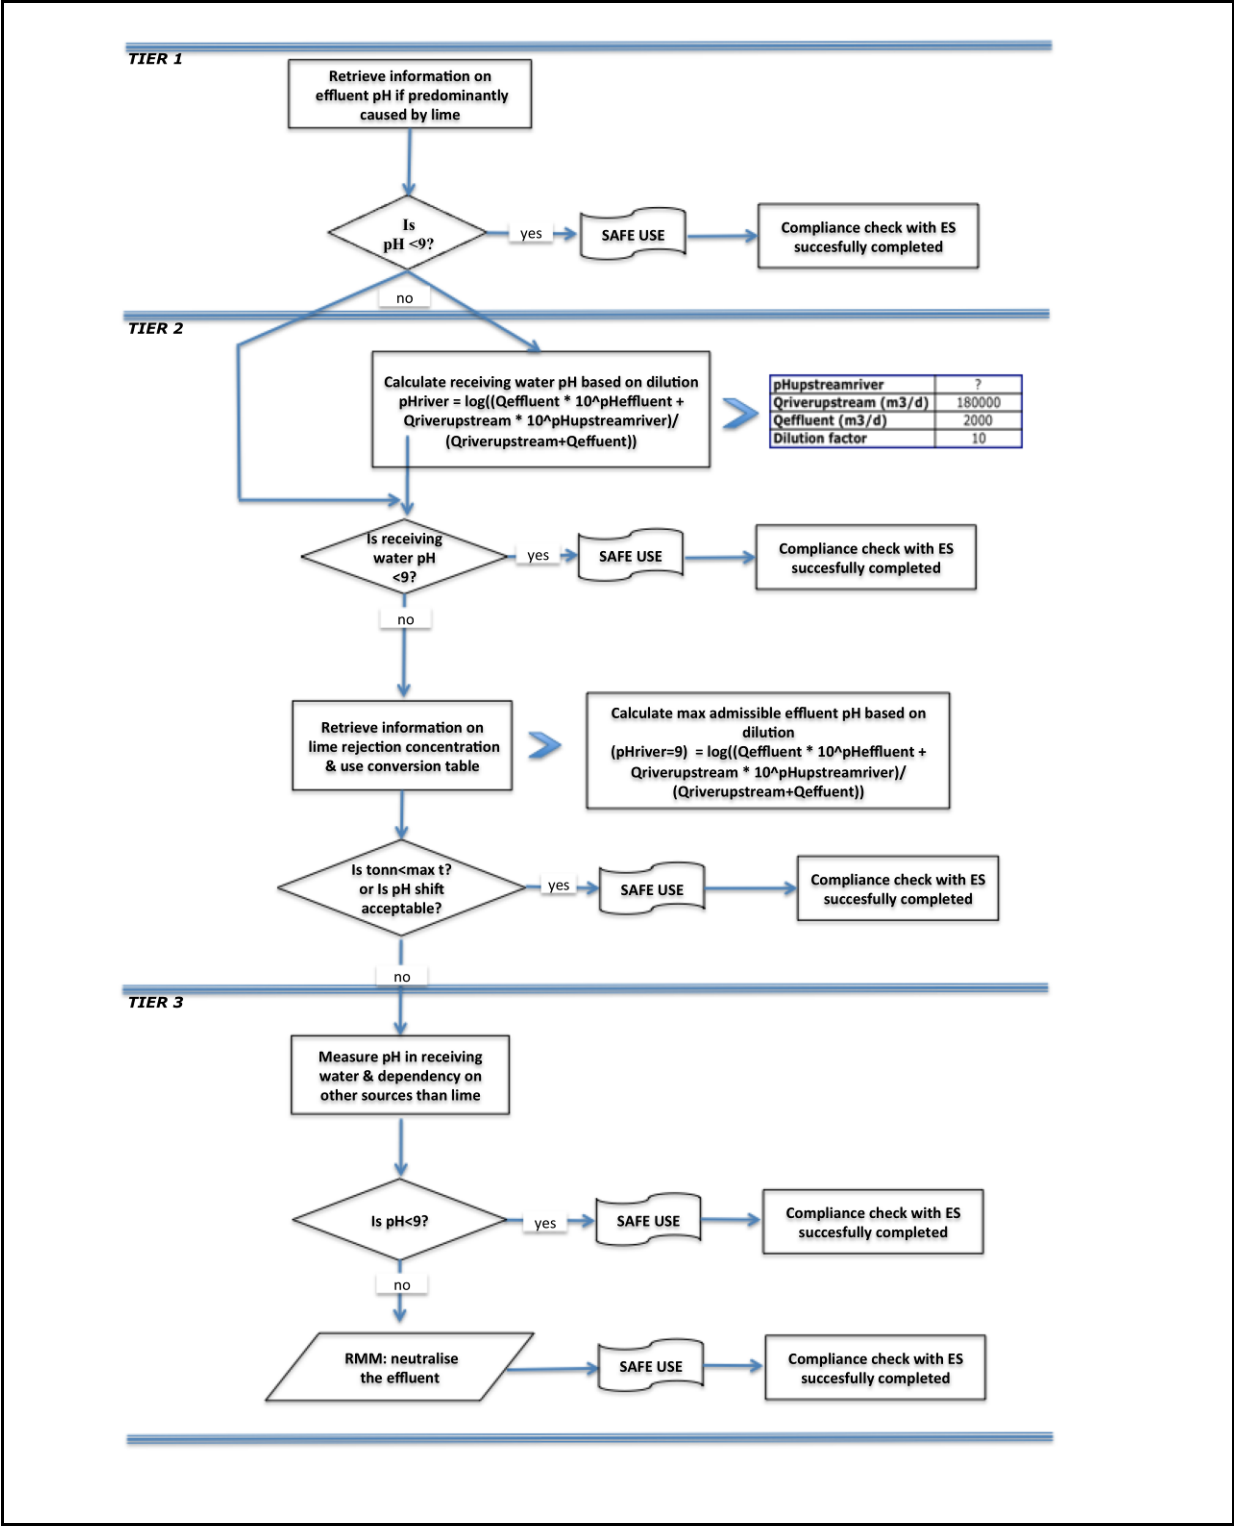 TIER 1
Retrieve information on
effluent pH if predominantly
caused by lime
Is
pH <9?
yes
SAFE USE
Compliance check with ES
succesfully completed
no
TIER 2
Calculate receiving water pH based on dilution
pHriver = log((Qeffluent * 10^pHeffluent +
Qriverupstream * 10^pHupstreamriver)/
(Qriverupstream+Qeffuent))
pHupstreamriver ?
Qriverupstream (m3/d) 180000
Qeffluent (m3/d) 2000
Dilution factor 10
Is receiving
water pH
<9?
yes
SAFE USE
Compliance check with ES
succesfully completed
no
Retrieve information on
lime rejection concentration
& use conversion table
Calculate max admissible effluent pH based on
dilution
(pHriver=9) = log((Qeffluent * 10^pHeffluent +
Qriverupstream * 10^pHupstreamriver)/
(Qriverupstream+Qeffuent))
Is tonn<max t?
or Is pH shift
acceptable?
yes
SAFE USE
Compliance check with ES
succesfully completed
no
TIER 3
Measure pH in receiving
water & dependency on
other sources than lime
Is pH<9?
yes
SAFE USE
Compliance check with ES
succesfully completed
no
RMM: neutralise
the effluent
SAFE USE
Compliance check with ES
succesfully completed